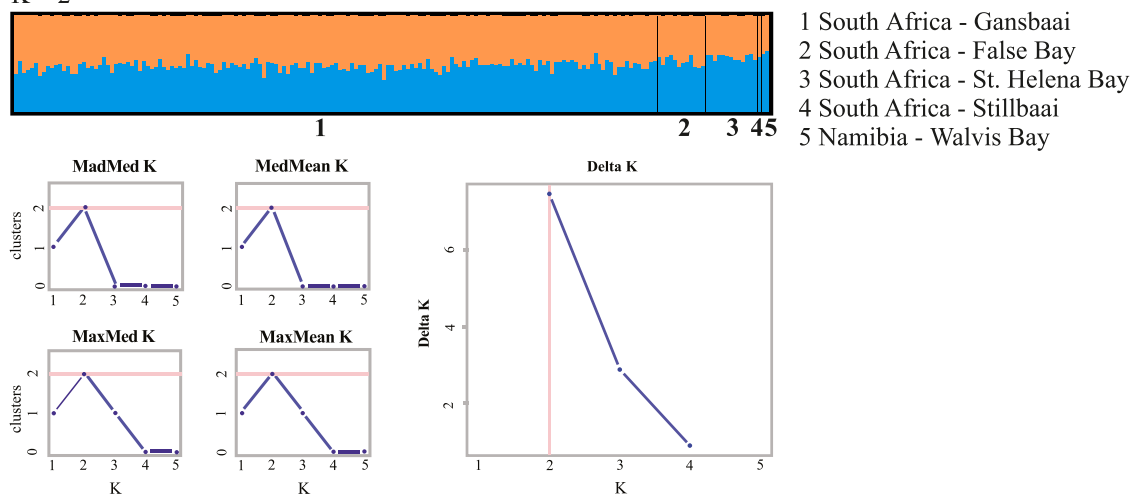 K = 2
1 South Africa - Gansbaai
2 South Africa - False Bay
3 South Africa - St. Helena Bay
4 South Africa - Stillbaai
5 Namibia - Walvis Bay
1 2 3 4 5
MadMed K
clusters
2
1
0
1 2 3 4 5
MedMean K
2
1
0
1 2 3 4 5
MaxMed K
clusters
2
1
0
1 2 3 4 5
K
MaxMean K
2
1
0
1 2 3 4 5
K
Delta K
Delta K
6
4
2
1 2 3 4 5
K